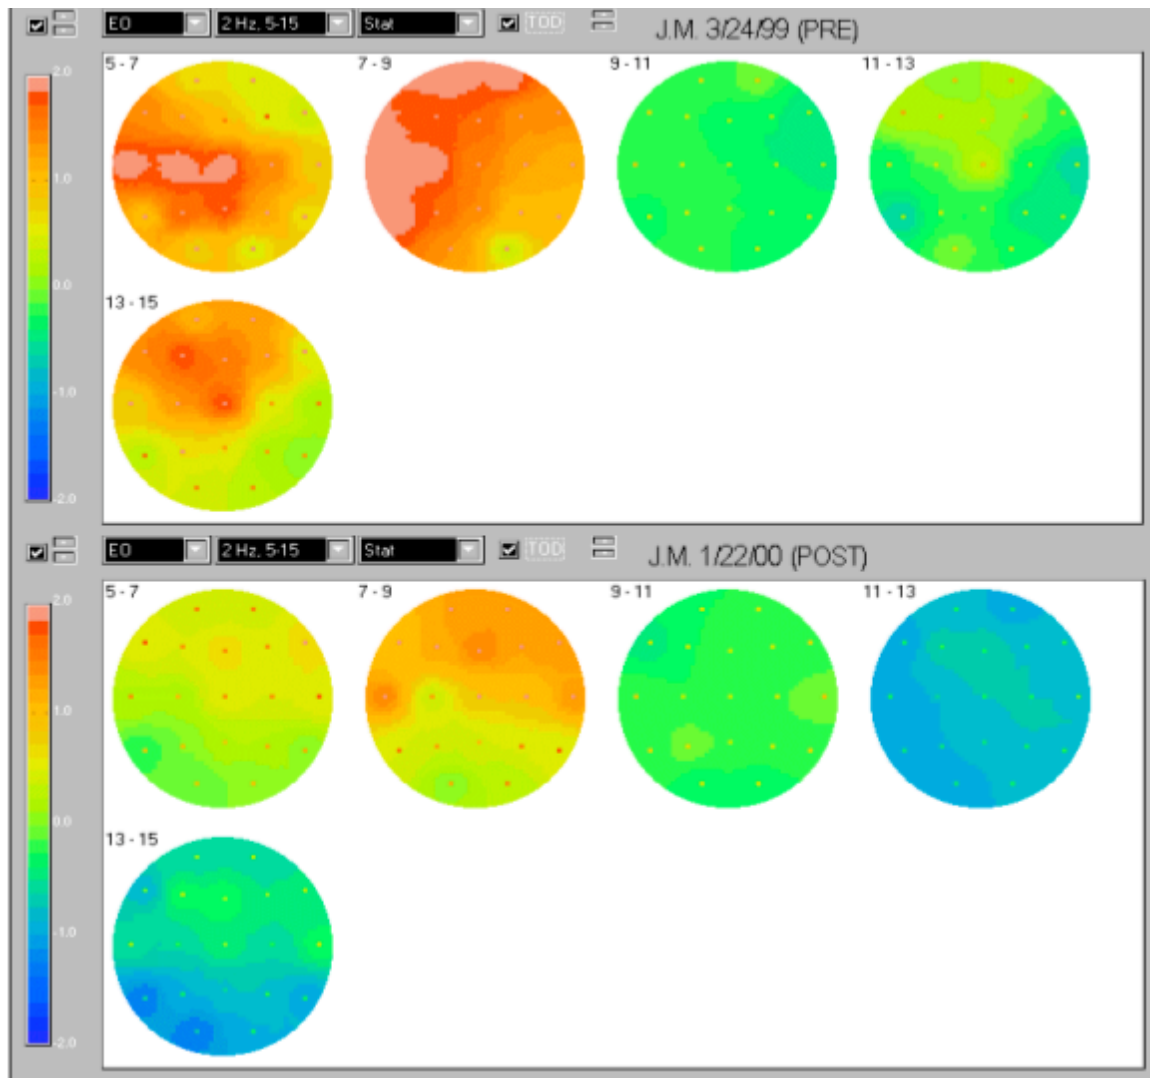 EO 2 Hz, 5-15 Stat TOD J.M. 3/24/99 (PRE)
2.0
1.0
0.0
-1.0
-2.0
5 - 7 7 - 9 9 - 11 11 - 13
13 - 15
EO 2 Hz, 5-15 Stat TOD J.M. 1/22/00 (POST)
2.0
1.0
0.0
-1.0
-2.0
5 - 7 7 - 9 9 - 11 11 - 13
13 - 15